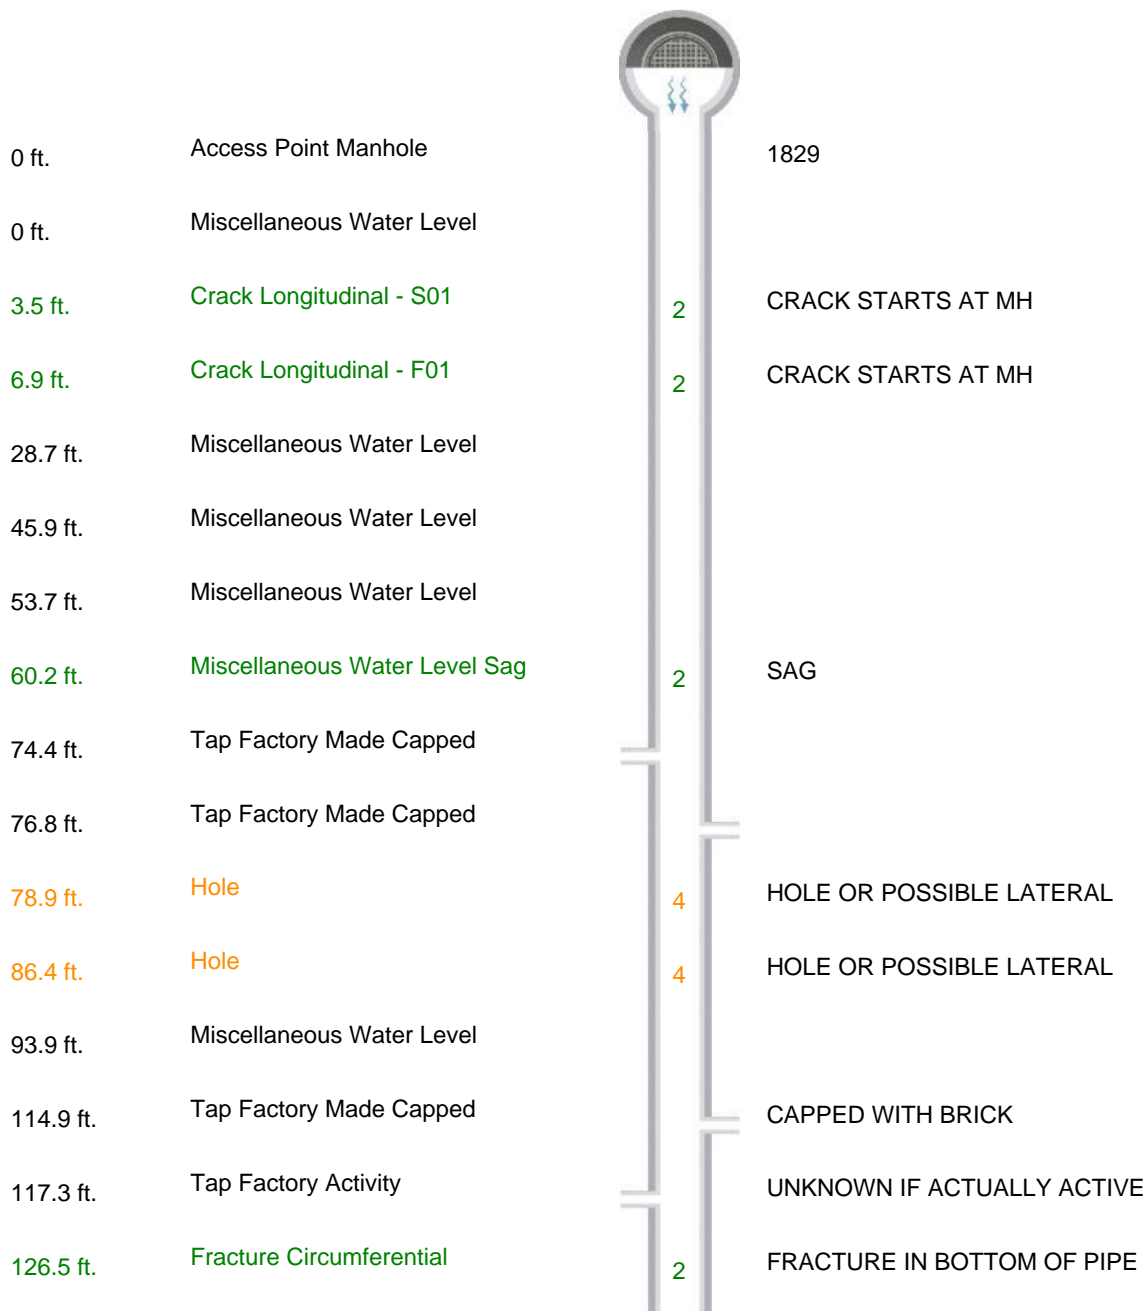 0 ft. Access Point Manhole 1829
0 ft. Miscellaneous Water Level
3.5 ft. Crack Longitudinal - S01 2 CRACK STARTS AT MH
6.9 ft. Crack Longitudinal - F01 2 CRACK STARTS AT MH
28.7 ft. Miscellaneous Water Level
45.9 ft. Miscellaneous Water Level
53.7 ft. Miscellaneous Water Level
60.2 ft. Miscellaneous Water Level Sag 2 SAG
74.4 ft. Tap Factory Made Capped
76.8 ft. Tap Factory Made Capped
78.9 ft. Hole 4 HOLE OR POSSIBLE LATERAL
86.4 ft. Hole 4 HOLE OR POSSIBLE LATERAL
93.9 ft. Miscellaneous Water Level
114.9 ft. Tap Factory Made Capped CAPPED WITH BRICK
117.3 ft. Tap Factory Activity UNKNOWN IF ACTUALLY ACTIVE
126.5 ft. Fracture Circumferential 2 FRACTURE IN BOTTOM OF PIPE